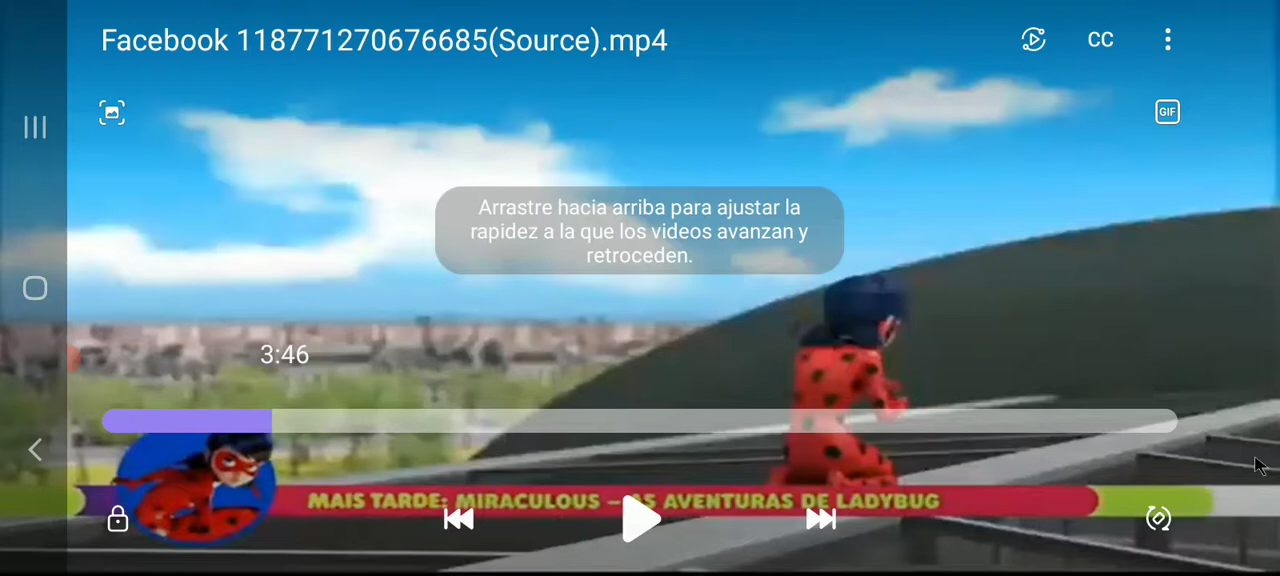 Facebook 118771270676685(Source).mp4
CC
GIF
Arrastre hacia arriba para ajustar la
rapidez a la que los videos avanzan y
retroceden.
3:46
MAIS TARDE: MIRACULOUS – AS AVENTURAS DE LADYBUG